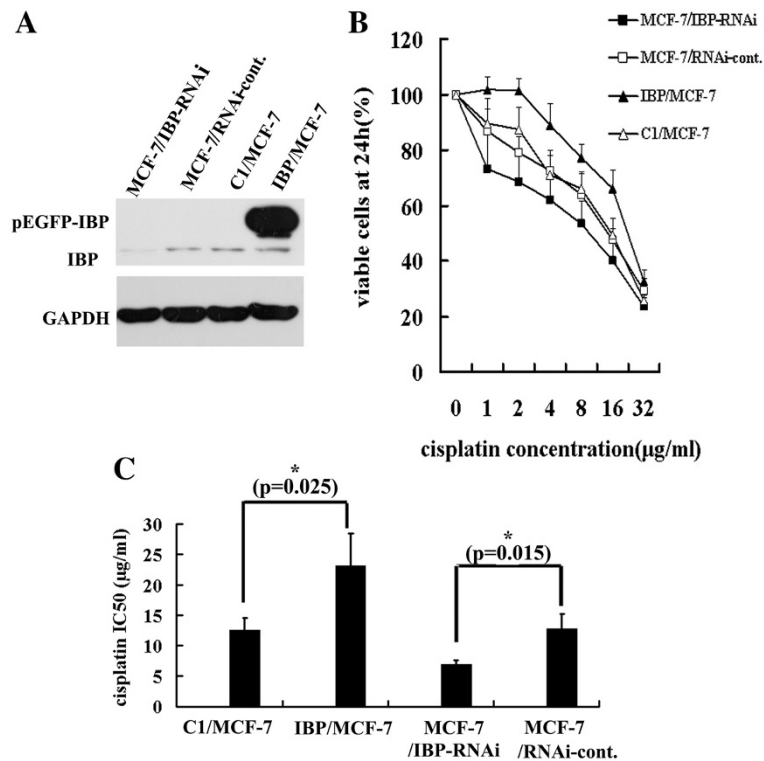 A
MCF-7/IBP-RNAi
MCF-7/RNAi-cont.
C1/MCF-7
IBP/MCF-7
pEGFP-IBP
IBP
GAPDH
B
MCF-7/IBP-RNAi
MCF-7/RNAi-cont.
IBP/MCF-7
C1/MCF-7
viable cells at 24h(%)
120
100
80
60
40
20
0
0 1 2 4 8 16 32
cisplatin concentration(μg/ml)
C
*
(p=0.025)
*
(p=0.015)
cisplatin IC50 (μg/ml)
30
25
20
15
10
5
0
C1/MCF-7 IBP/MCF-7 MCF-7 MCF-7
/IBP-RNAi /RNAi-cont.